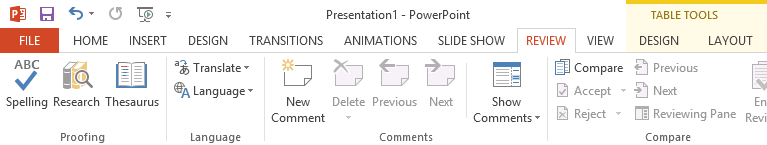 Presentation1 - PowerPoint
TABLE TOOLS
FILE HOME INSERT DESIGN TRANSITIONS ANIMATIONS SLIDE SHOW REVIEW VIEW DESIGN LAYOUT
ABC
Spelling
Research
Thesaurus
Proofing
Translate
Language
Language
New
Comment
Delete
Previous
Next
Show
Comments
Comments
Compare
Accept
Reject
Previous
Next
Reviewing Pane
Compare